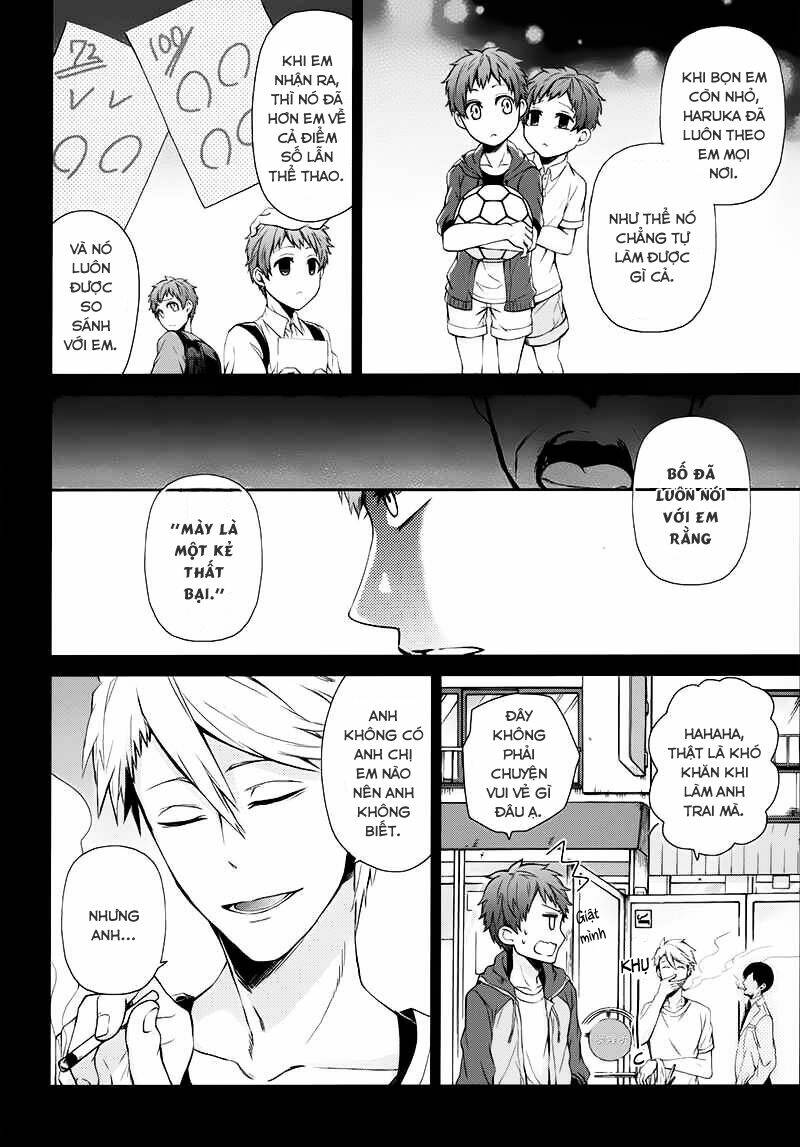 KHI BỌN EM
CÒN NHỎ,
HARUKA ĐÃ
LUÔN THEO
EM MỌI
NƠI.
NHƯ THỂ NÓ
CHẲNG TỰ
LÀM ĐƯỢC
GÌ CẢ.
KHI EM
NHẬN RA,
THÌ NÓ ĐÃ
HƠN EM VỀ
CẢ ĐIỂM
SỐ LẪN
THỂ THAO.
72
100
VÀ NÓ
LUÔN
ĐƯỢC
SO
SÁNH
VỚI EM.
BỐ ĐÃ
LUÔN NÓI
VỚI EM
RẰNG
"MÀY LÀ
MỘT KẺ
THẤT
BẠI."
HAHAHA,
THẬT LÀ KHÓ
KHĂN KHI
LÀM ANH
TRAI MÀ.
ĐÂY
KHÔNG
PHẢI
CHUYỆN
VUI VẺ GÌ
ĐÂU Ạ.
Giật
mình
KHỤ
ANH
KHÔNG CÓ
ANH CHỊ
EM NÀO
NÊN ANH
KHÔNG
BIẾT.
NHƯNG
ANH...